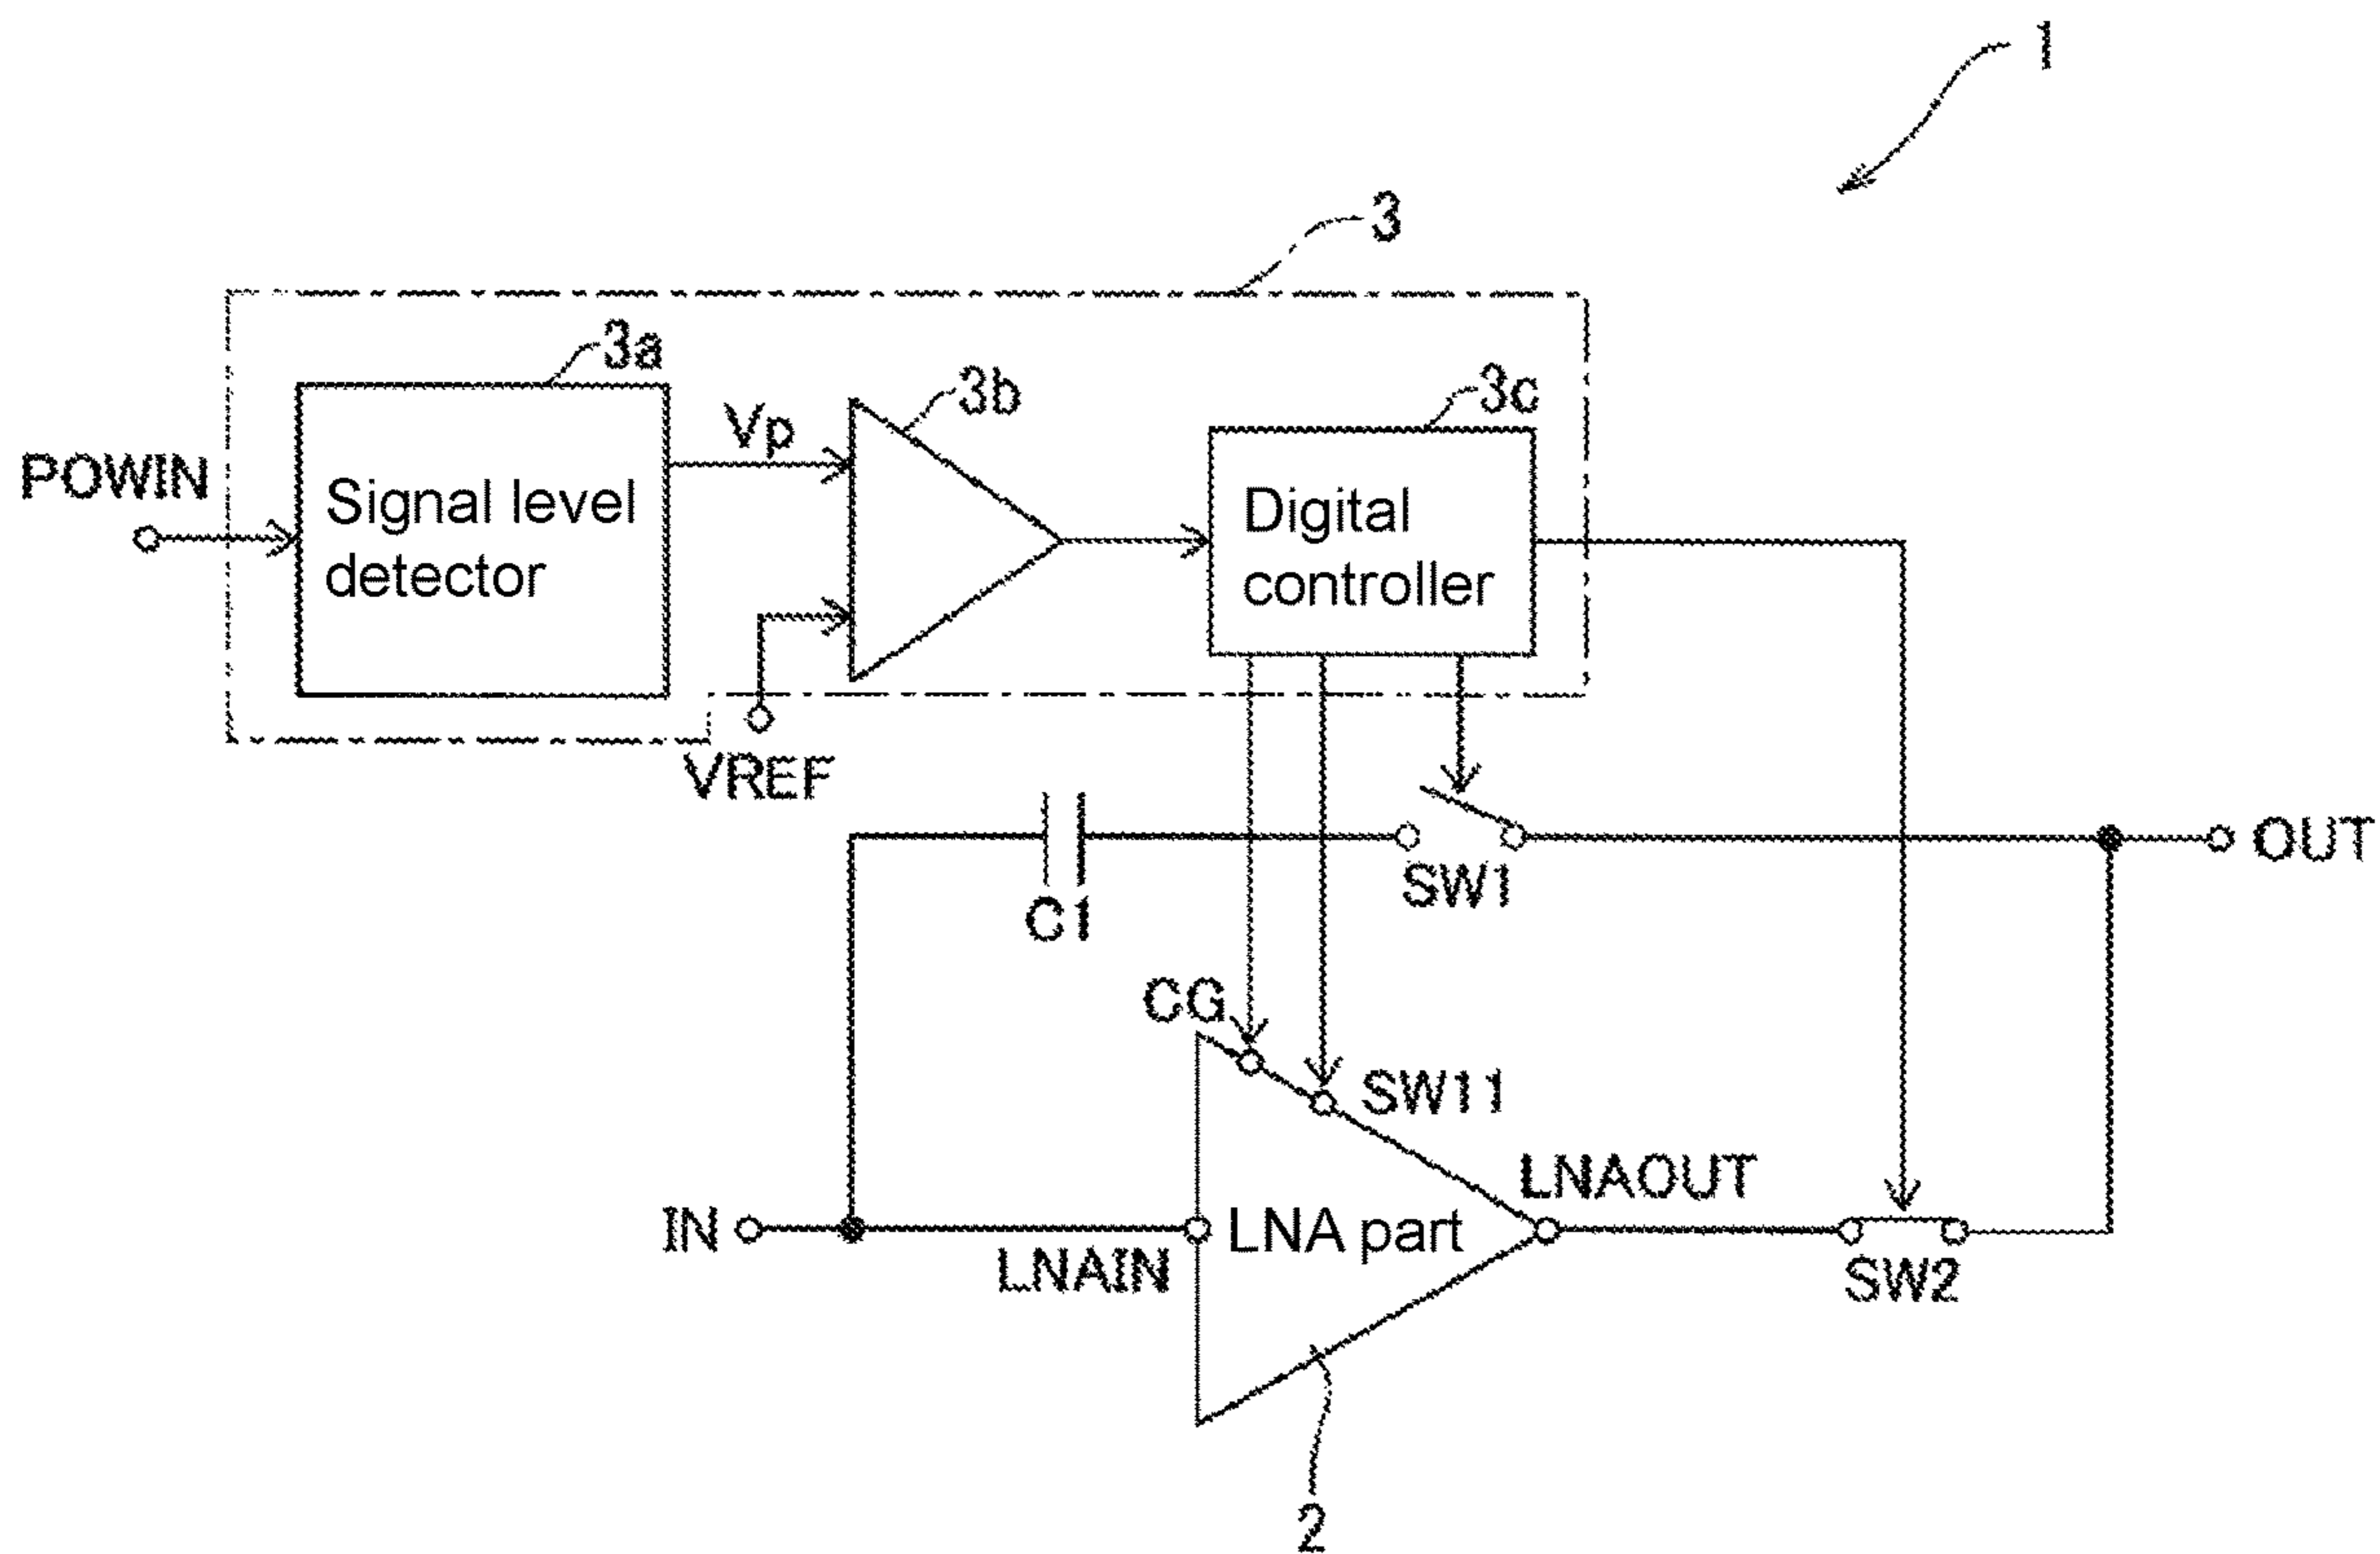 1
3
3a
3b
3c
Vp
POWIN
Signal level
detector
Digital
controller
VREF
SW1
OUT
C1
CG
SW11
LNAOUT
IN
LNAIN
LNA part
SW2
2